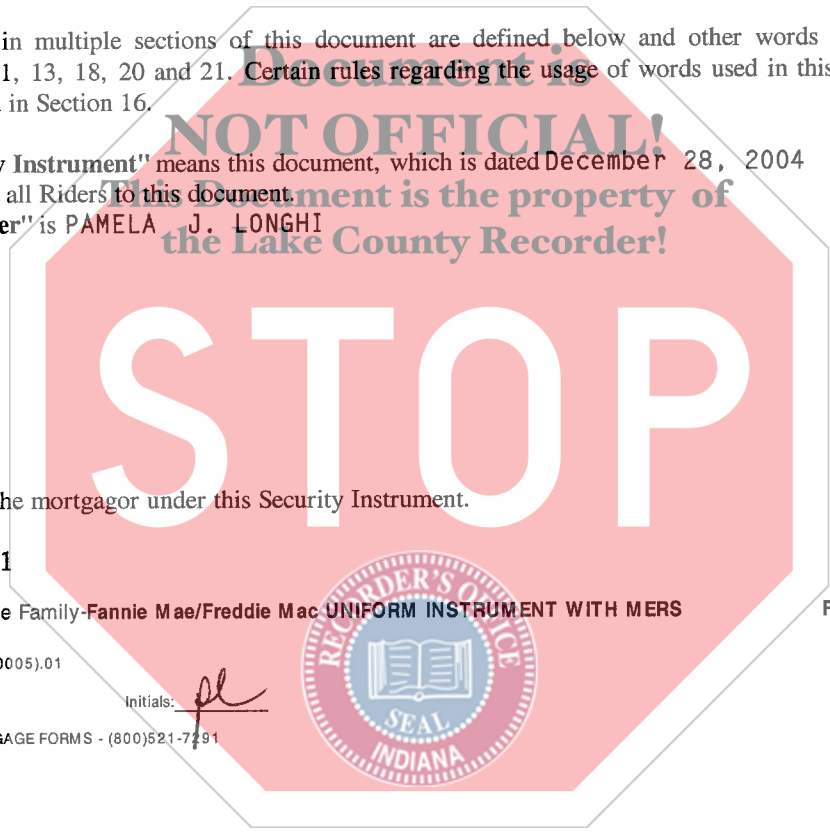 in multiple sections of this document are defined below and other words
1, 13, 18, 20 and 21. Certain rules regarding the usage of words used in this
in Section 16.
Document is
NOT OFFICIAL!
This Document is the property of
the Lake County Recorder!
Instrument" means this document, which is dated December 28, 2004
all Riders to this document.
er" is PAMELA J. LONGHI
STOP
he mortgagor under this Security Instrument.
1
e Family-Fannie Mae/Freddie Mac UNIFORM INSTRUMENT WITH MERS
0005).01
Initials: pl
GAGE FORMS - (800)521-7291
RECORDER'S OFFICE
SEAL
INDIANA